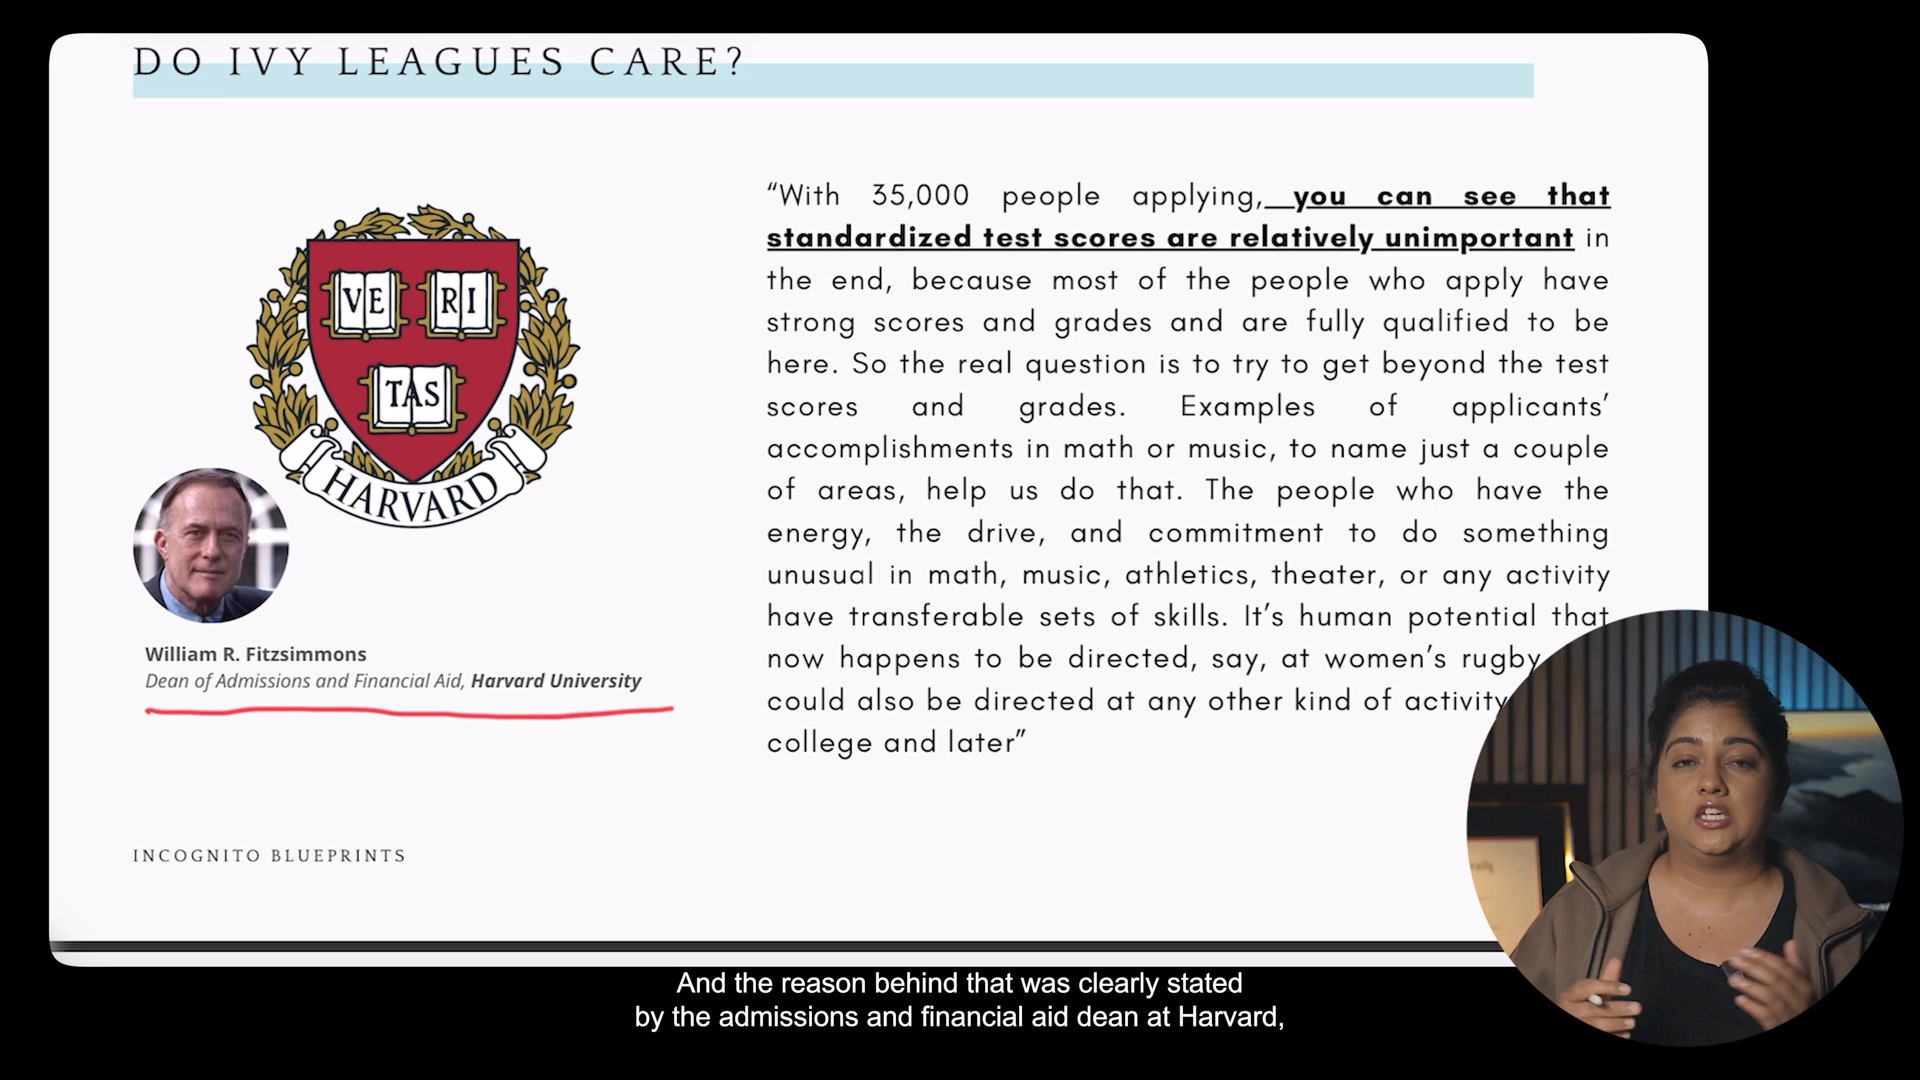 DO IVY LEAGUES CARE?
“With 35,000 people applying, you can see that
standardized test scores are relatively unimportant in
the end, because most of the people who apply have
strong scores and grades and are fully qualified to be
here. So the real question is to try to get beyond the test
scores and grades. Examples of applicants’
accomplishments in math or music, to name just a couple
of areas, help us do that. The people who have the
energy, the drive, and commitment to do something
unusual in math, music, athletics, theater, or any activity
have transferable sets of skills. It’s human potential that
now happens to be directed, say, at women’s rugby
could also be directed at any other kind of activity
college and later”
VE RI
TAS
HARVARD
William R. Fitzsimmons
Dean of Admissions and Financial Aid, Harvard University
INCOGNITO BLUEPRINTS
And the reason behind that was clearly stated
by the admissions and financial aid dean at Harvard,